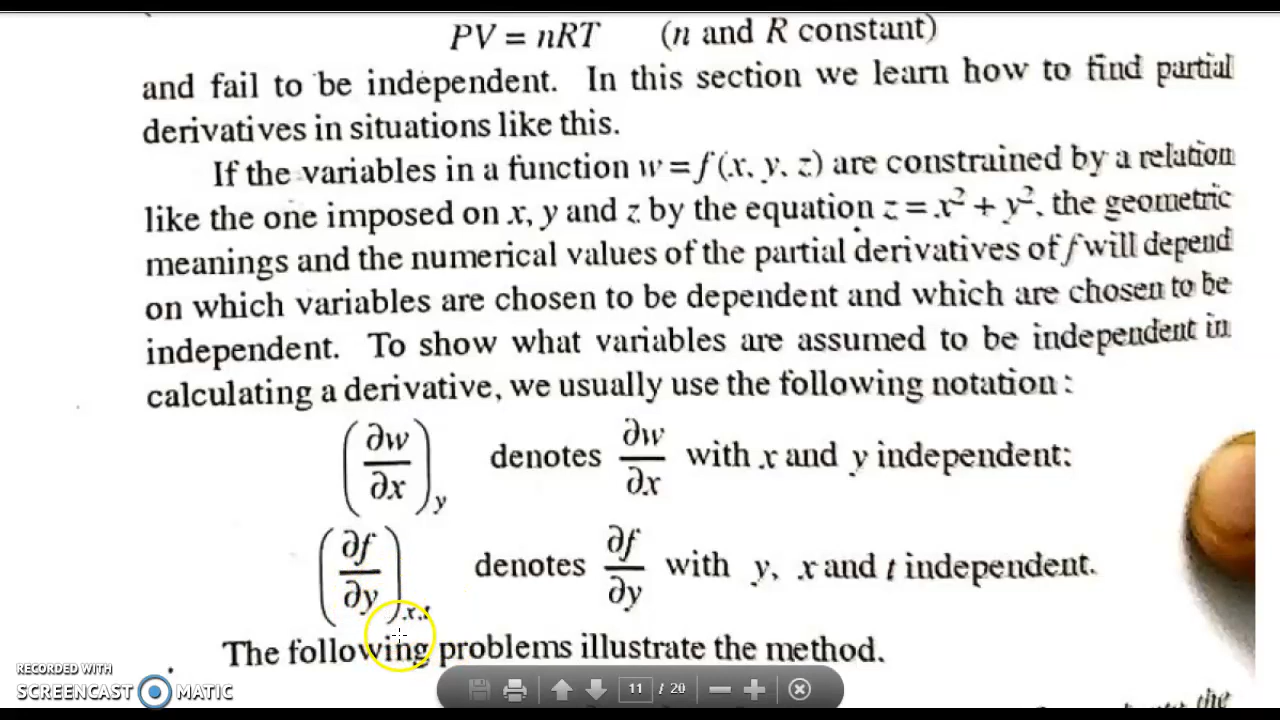 PV = nRT (n and R constant)
and fail to be independent. In this section we learn how to find partial
derivatives in situations like this.
If the variables in a function w = f (x, y, z) are constrained by a relation
like the one imposed on x, y and z by the equation z = x² + y², the geometric
meanings and the numerical values of the partial derivatives of f will depend
on which variables are chosen to be dependent and which are chosen to be
independent. To show what variables are assumed to be independent in
calculating a derivative, we usually use the following notation :
(∂w/∂x)y denotes ∂w/∂x with x and y independent:
(∂f/∂y)x,t denotes ∂f/∂y with y, x and t independent.
The following problems illustrate the method.
RECORDED WITH
SCREENCAST MATIC
11 / 20
the